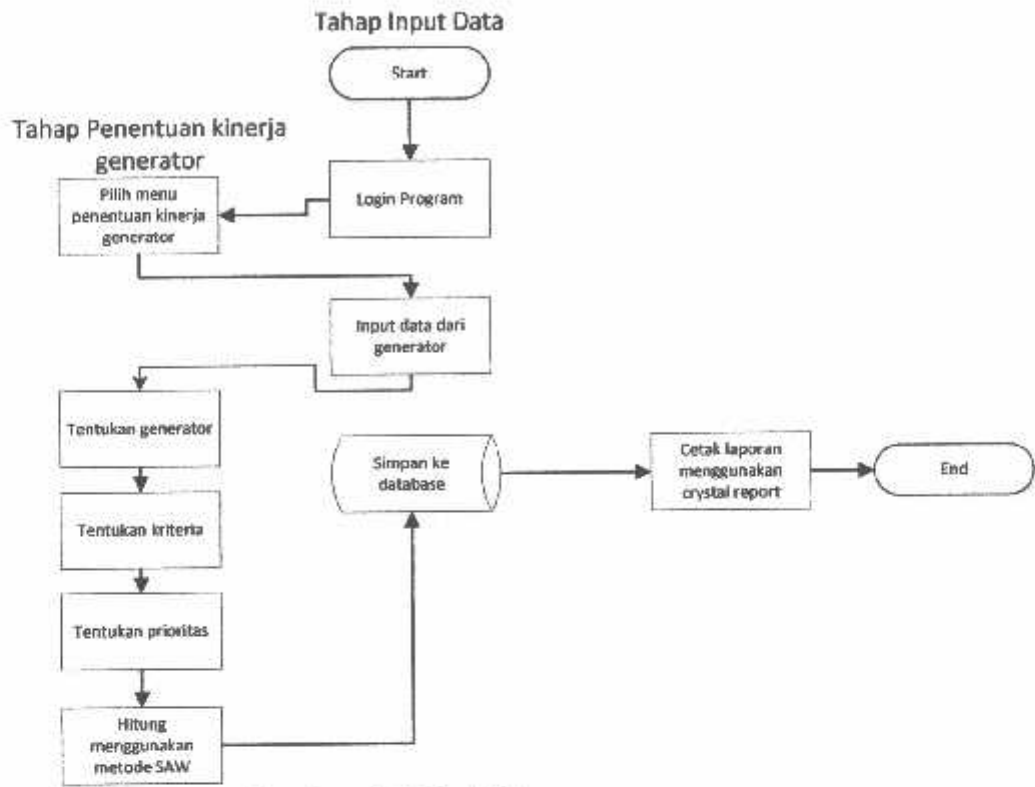 Tahap Input Data
Start
Tahap Penentuan kinerja
generator
Login Program
Pilih menu
penentuan kinerja
generator
Input data dari
generator
Tentukan generator
Simpan ke
database
Cetak laporan
menggunakan
crystal report
End
Tentukan kriteria
Tentukan prioritas
Hitung
menggunakan
metode SAW